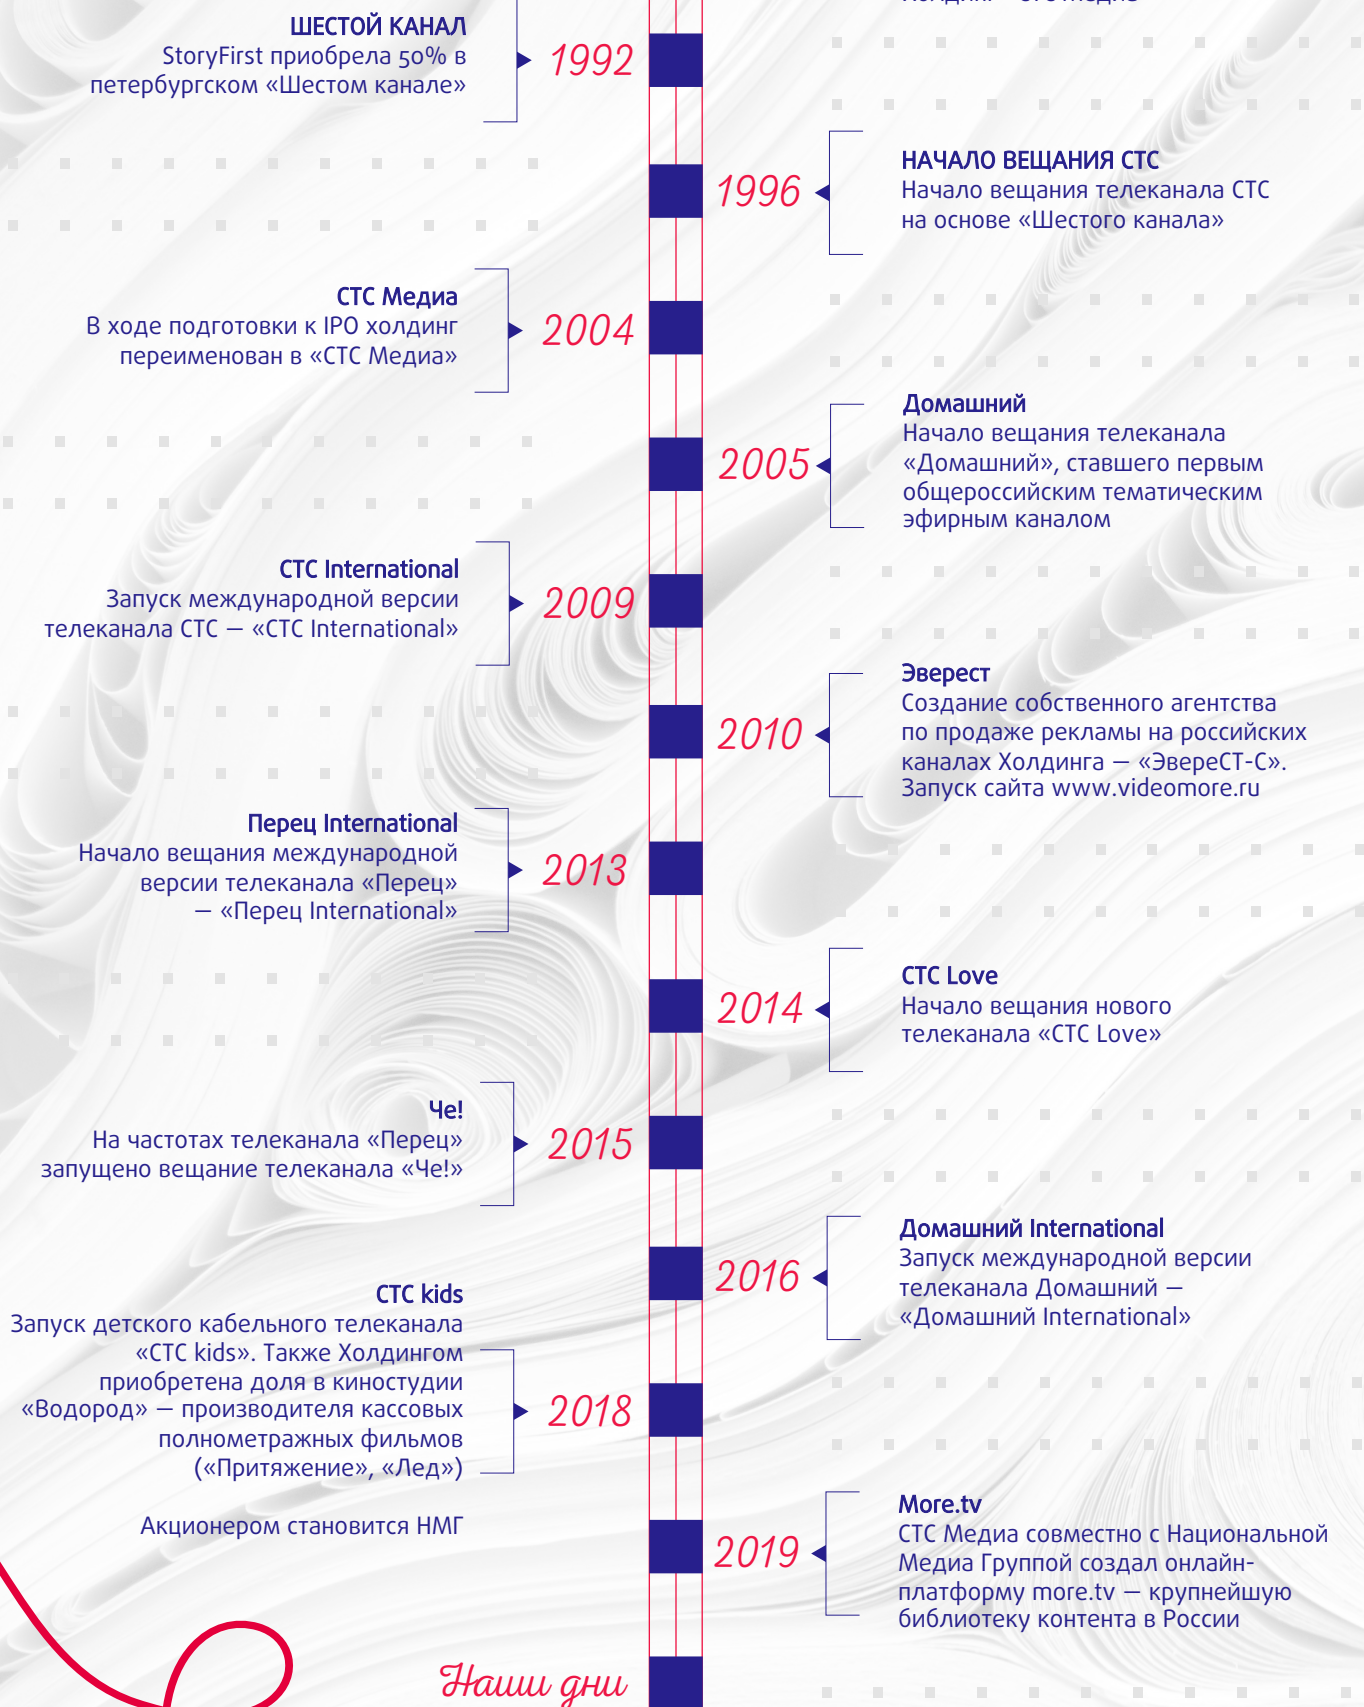 ШЕСТОЙ КАНАЛ
StoryFirst приобрела 50% в
петербургском «Шестом канале»
1992
1996
НАЧАЛО ВЕЩАНИЯ СТС
Начало вещания телеканала СТС
на основе «Шестого канала»
СТС Медиа
В ходе подготовки к IPO холдинг
переименован в «СТС Медиа»
2004
2005
Домашний
Начало вещания телеканала
«Домашний», ставшего первым
общероссийским тематическим
эфирным каналом
СТС International
Запуск международной версии
телеканала СТС — «СТС International»
2009
2010
Эверест
Создание собственного агентства
по продаже рекламы на российских
каналах Холдинга — «ЭвереСТ-С».
Запуск сайта www.videomore.ru
Перец International
Начало вещания международной
версии телеканала «Перец»
— «Перец International»
2013
2014
СТС Love
Начало вещания нового
телеканала «СТС Love»
Че!
На частотах телеканала «Перец»
запущено вещание телеканала «Че!»
2015
2016
Домашний International
Запуск международной версии
телеканала Домашний —
«Домашний International»
СТС kids
Запуск детского кабельного телеканала
«СТС kids». Также Холдингом
приобретена доля в киностудии
«Водород» — производителя кассовых
полнометражных фильмов
(«Притяжение», «Лед»)
Акционером становится НМГ
2018
2019
More.tv
СТС Медиа совместно с Национальной
Медиа Группой создал онлайн-
платформу more.tv — крупнейшую
библиотеку контента в России
Наши дни